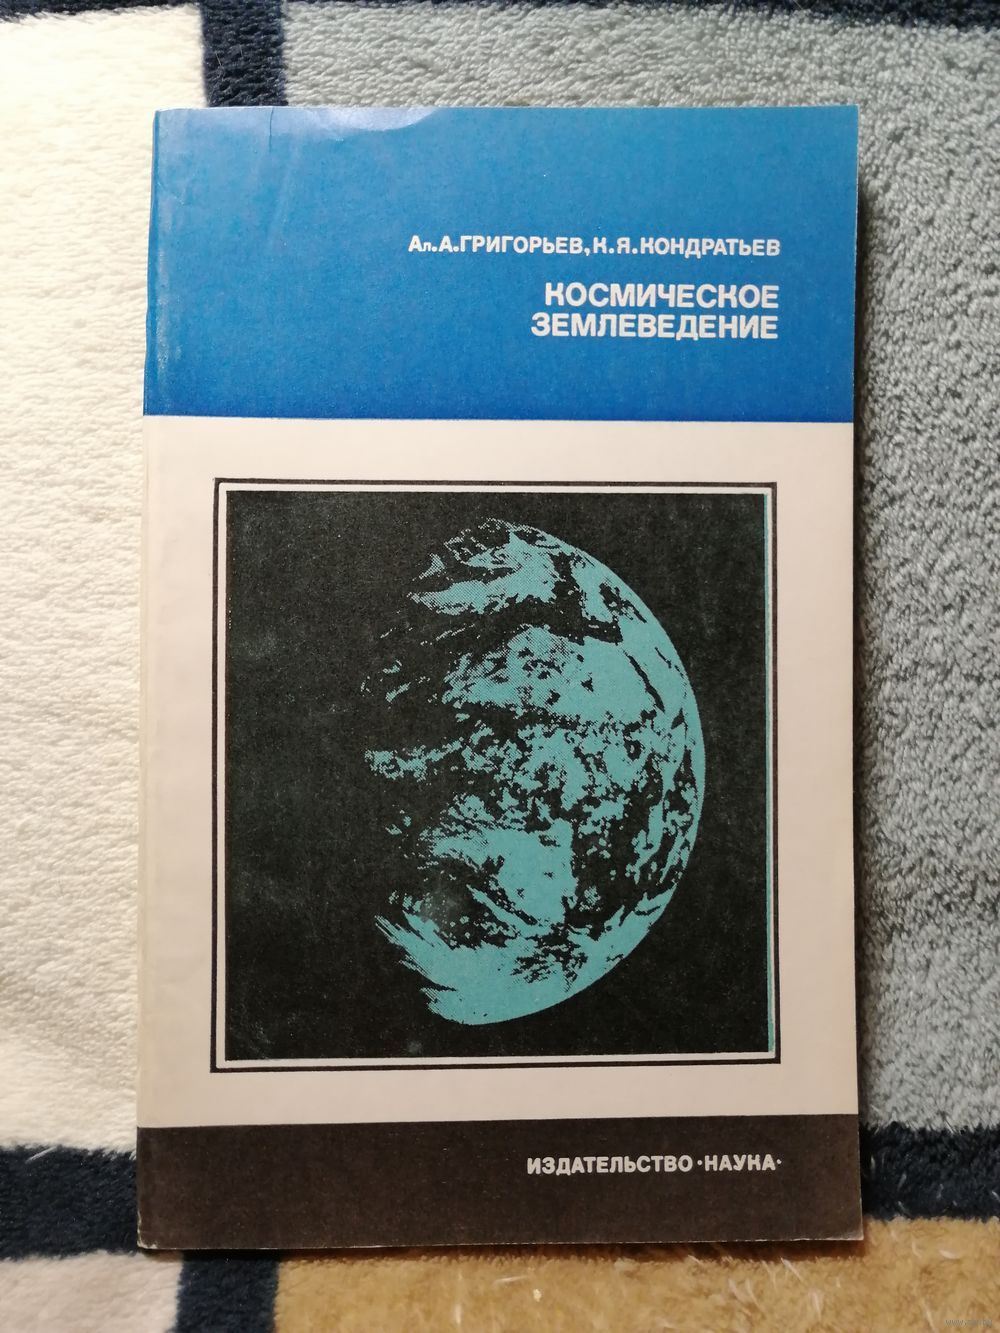 Ал.А.ГРИГОРЬЕВ, К.Я.КОНДРАТЬЕВ
КОСМИЧЕСКОЕ
ЗЕМЛЕВЕДЕНИЕ
ИЗДАТЕЛЬСТВО «НАУКА»